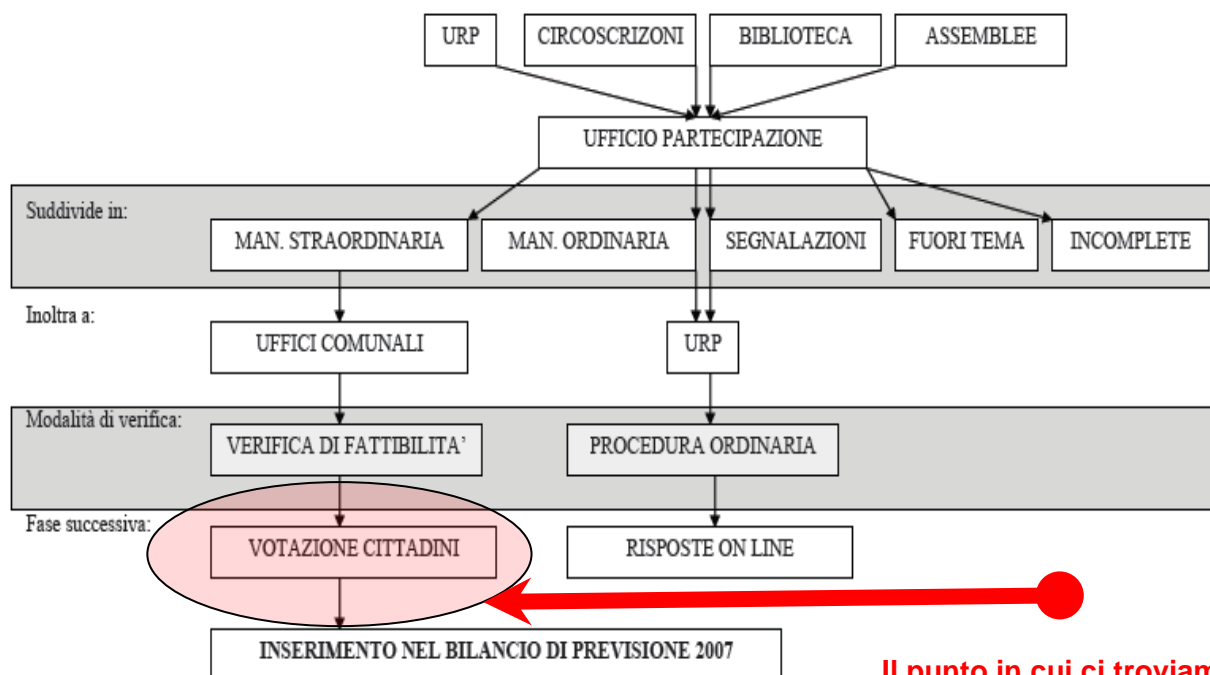 URP
CIRCOSCRIZONI
BIBLIOTECA
ASSEMBLEE
UFFICIO PARTECIPAZIONE
Suddivide in:
MAN. STRAORDINARIA
MAN. ORDINARIA
SEGNALAZIONI
FUORI TEMA
INCOMPLETE
Inoltra a:
UFFICI COMUNALI
URP
Modalità di verifica:
VERIFICA DI FATTIBILITA’
PROCEDURA ORDINARIA
Fase successiva:
VOTAZIONE CITTADINI
RISPOSTE ON LINE
INSERIMENTO NEL BILANCIO DI PREVISIONE 2007
Il punto in cui ci